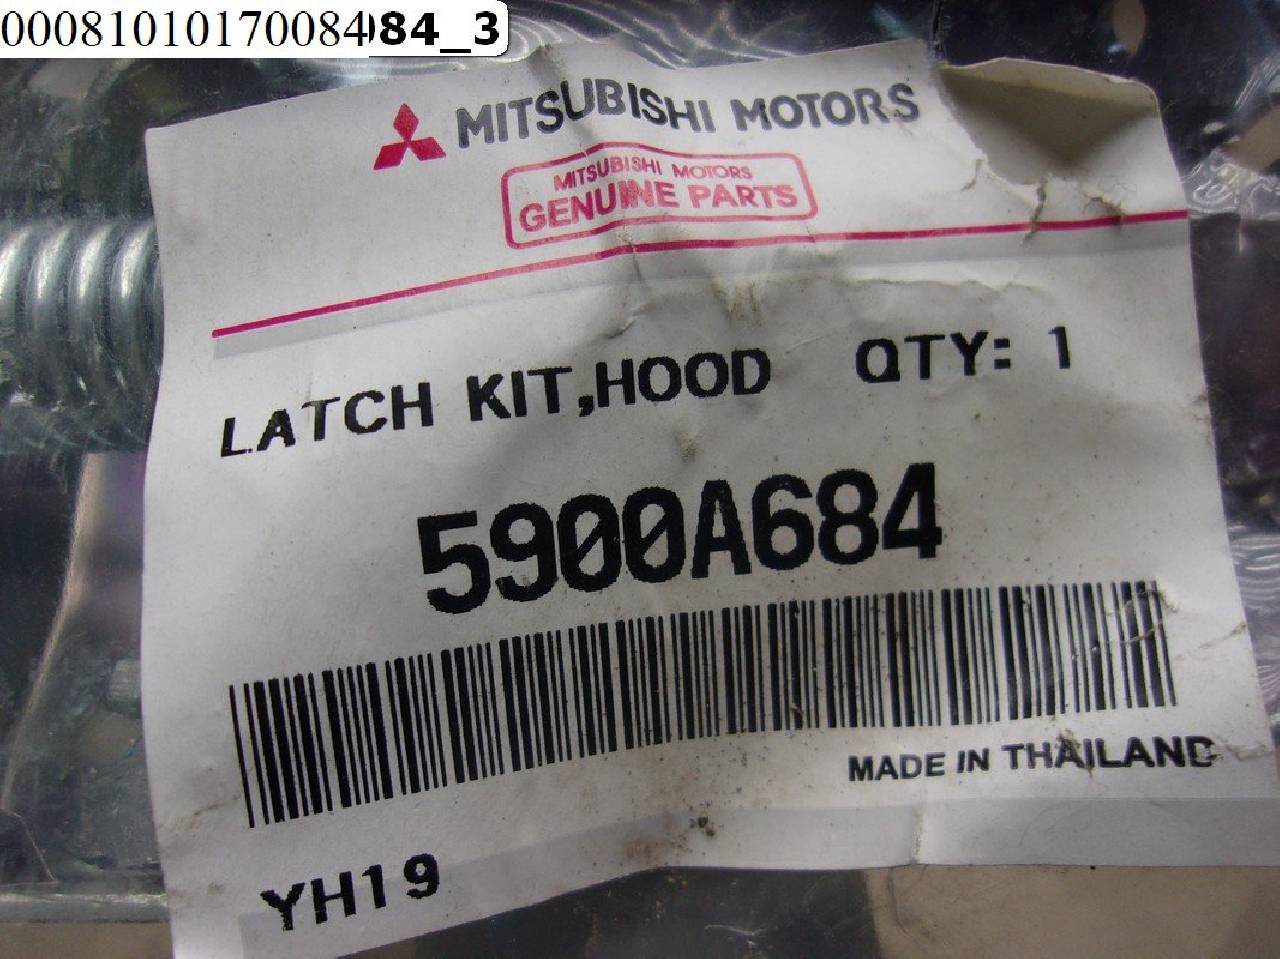 00081010170084084_3
MITSUBISHI MOTORS
MITSUBISHI MOTORS
GENUINE PARTS
LATCH KIT,HOOD QTY: 1
5900A684
MADE IN THAILAND
YH19